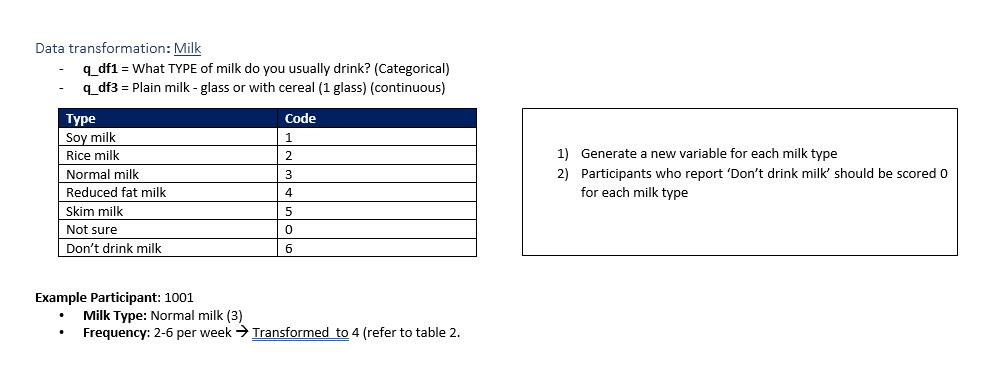 Data transformation: Milk
- q_df1 = What TYPE of milk do you usually drink? (Categorical)
- q_df3 = Plain milk - glass or with cereal (1 glass) (continuous)
Type Code
Soy milk 1
Rice milk 2
Normal milk 3
Reduced fat milk 4
Skim milk 5
Not sure 0
Don’t drink milk 6
1) Generate a new variable for each milk type
2) Participants who report ‘Don’t drink milk’ should be scored 0
for each milk type
Example Participant: 1001
• Milk Type: Normal milk (3)
• Frequency: 2-6 per week → Transformed to 4 (refer to table 2.